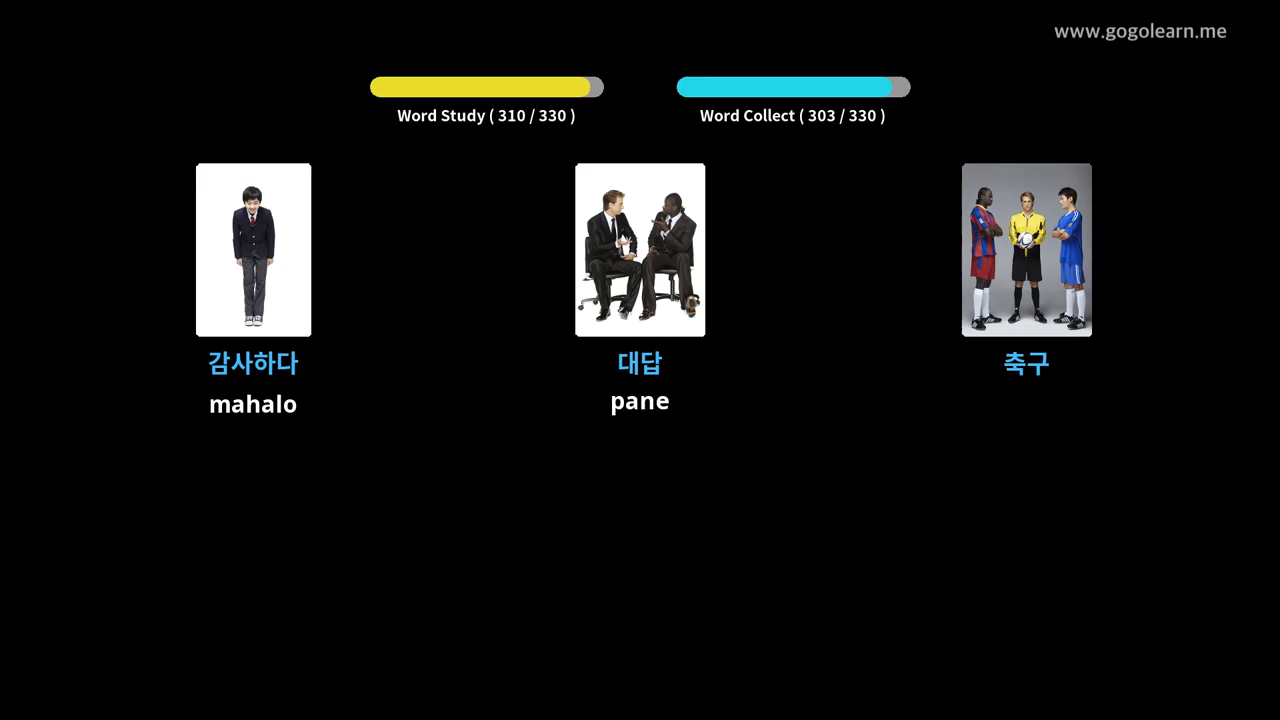 www.gogolearn.me
Word Study ( 310 / 330 )
Word Collect ( 303 / 330 )
감사하다
mahalo
대답
pane
축구